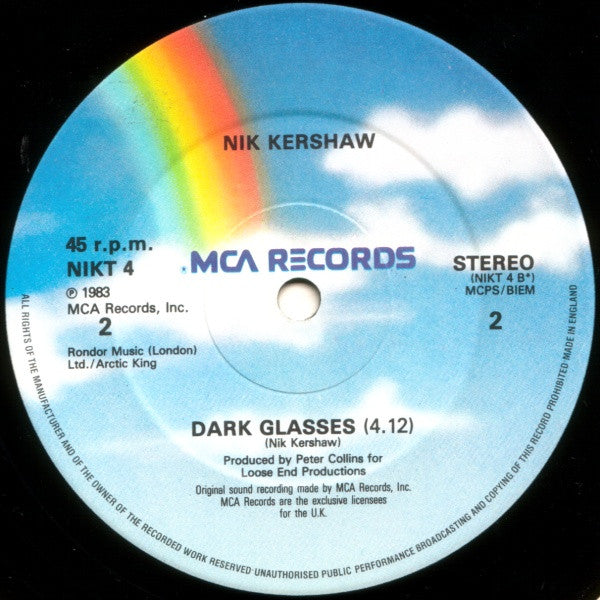 NIK KERSHAW
45 r.p.m.
NIKT 4
℗ 1983
MCA Records, Inc.
2
Rondor Music (London)
Ltd./Arctic King
MCA RECORDS
STEREO
(NIKT 4 B*)
MCPS/BIEM
2
DARK GLASSES (4.12)
(Nik Kershaw)
Produced by Peter Collins for
Loose End Productions
Original sound recording made by MCA Records, Inc.
MCA Records are the exclusive licensees
for the U.K.
ALL RIGHTS OF THE MANUFACTURER AND OF THE OWNER OF THE RECORDED WORK RESERVED·UNAUTHORISED PUBLIC PERFORMANCE BROADCASTING AND COPYING OF THIS RECORD PROHIBITED MADE IN ENGLAND